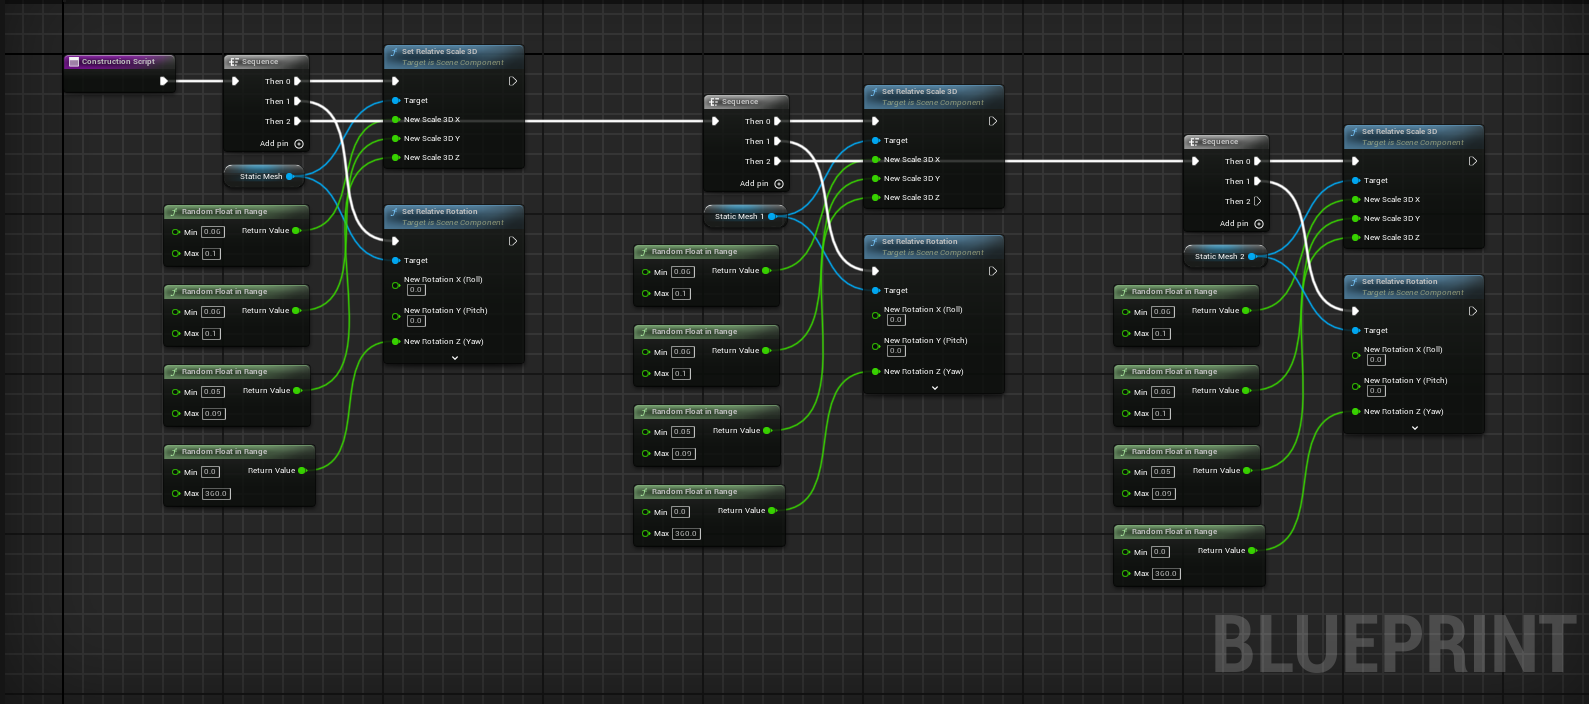 Construction Script
Sequence
Then 0
Then 1
Then 2
Add pin
Static Mesh
Set Relative Scale 3D
Target is Scene Component
Target
New Scale 3D X
New Scale 3D Y
New Scale 3D Z
Random Float in Range
Min 0.06 Return Value
Max 0.1
Random Float in Range
Min 0.06 Return Value
Max 0.1
Random Float in Range
Min 0.05 Return Value
Max 0.09
Random Float in Range
Min 0.0 Return Value
Max 360.0
Set Relative Rotation
Target is Scene Component
Target
New Rotation X (Roll)
0.0
New Rotation Y (Pitch)
0.0
New Rotation Z (Yaw)
Sequence
Then 0
Then 1
Then 2
Add pin
Static Mesh 1
Set Relative Scale 3D
Target is Scene Component
Target
New Scale 3D X
New Scale 3D Y
New Scale 3D Z
Random Float in Range
Min 0.06 Return Value
Max 0.1
Random Float in Range
Min 0.06 Return Value
Max 0.1
Random Float in Range
Min 0.05 Return Value
Max 0.09
Random Float in Range
Min 0.0 Return Value
Max 360.0
Set Relative Rotation
Target is Scene Component
Target
New Rotation X (Roll)
0.0
New Rotation Y (Pitch)
0.0
New Rotation Z (Yaw)
Sequence
Then 0
Then 1
Then 2
Add pin
Static Mesh 2
Set Relative Scale 3D
Target is Scene Component
Target
New Scale 3D X
New Scale 3D Y
New Scale 3D Z
Random Float in Range
Min 0.06 Return Value
Max 0.1
Random Float in Range
Min 0.06 Return Value
Max 0.1
Random Float in Range
Min 0.05 Return Value
Max 0.09
Random Float in Range
Min 0.0 Return Value
Max 360.0
Set Relative Rotation
Target is Scene Component
Target
New Rotation X (Roll)
0.0
New Rotation Y (Pitch)
0.0
New Rotation Z (Yaw)
BLUEPRINT